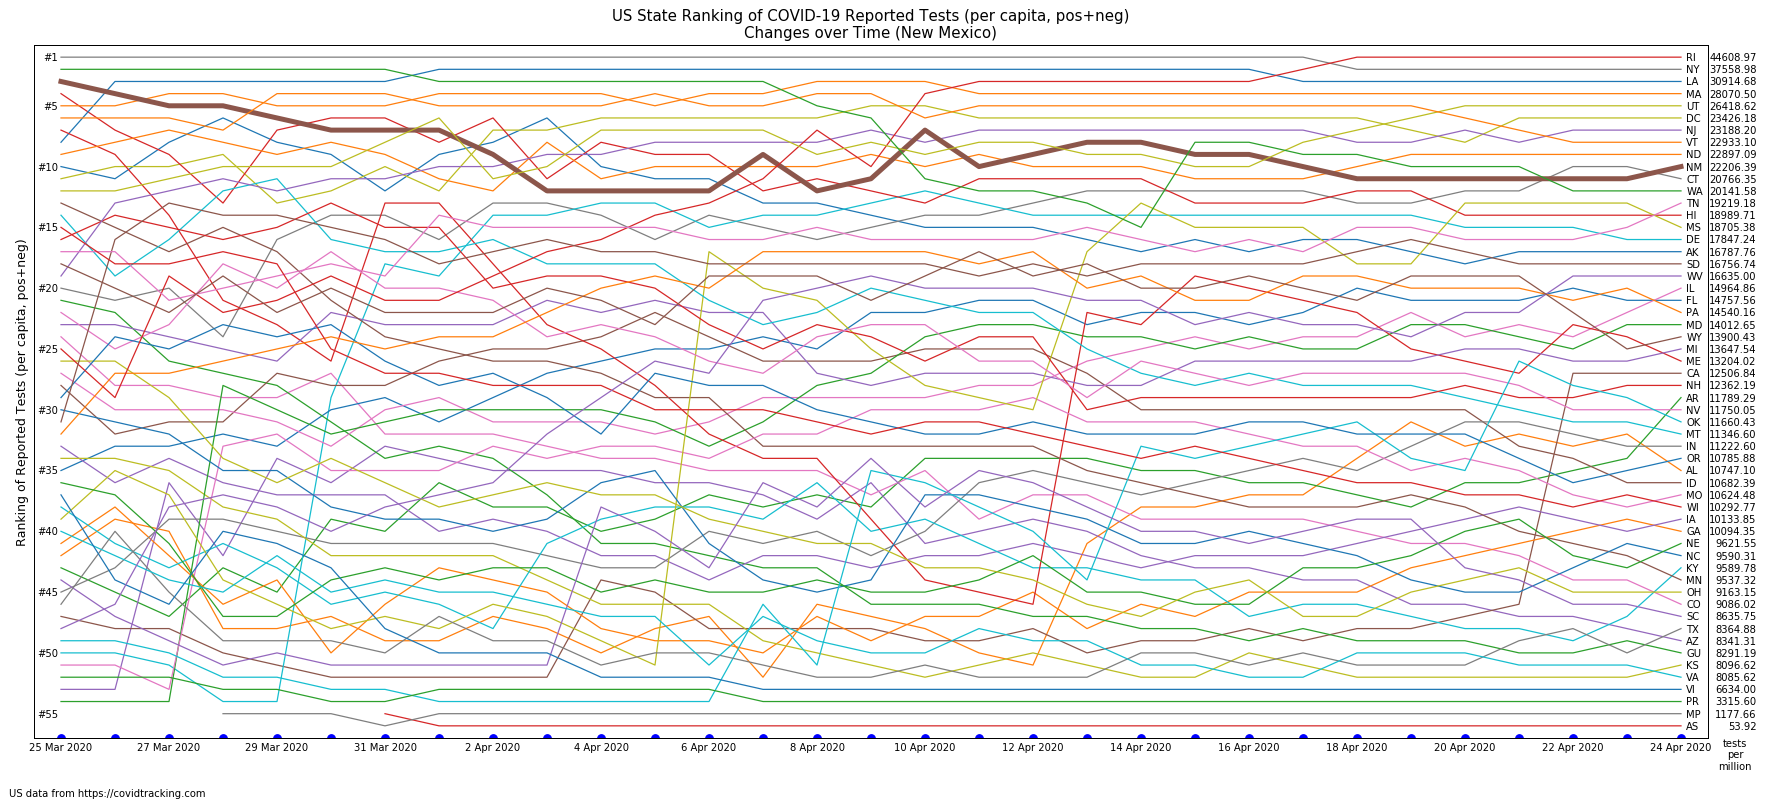 US State Ranking of COVID-19 Reported Tests (per capita, pos+neg)
Changes over Time (New Mexico)
Ranking of Reported Tests (per capita, pos+neg)
#1
#5
#10
#15
#20
#25
#30
#35
#40
#45
#50
#55
RI 44608.97
NY 37558.98
LA 30914.68
MA 28070.50
UT 26418.62
DC 23426.18
NJ 23188.20
VT 22933.10
ND 22897.09
NM 22206.39
CT 20766.35
WA 20141.58
TN 19219.18
HI 18989.71
MS 18705.38
DE 17847.24
AK 16787.76
SD 16756.74
WV 16635.00
IL 14964.86
FL 14757.56
PA 14540.16
MD 14012.65
WY 13900.43
MI 13647.54
ME 13204.02
CA 12506.84
NH 12362.19
AR 11789.29
NV 11750.05
OK 11660.43
MT 11346.60
IN 11222.60
OR 10785.88
AL 10747.10
ID 10682.39
MO 10624.48
WI 10292.77
IA 10133.85
GA 10094.35
NE 9621.55
NC 9590.31
KY 9589.78
MN 9537.32
OH 9163.15
CO 9086.02
SC 8635.75
TX 8364.88
AZ 8341.31
GU 8291.19
KS 8096.62
VA 8085.62
VI 6634.00
PR 3315.60
MP 1177.66
AS 53.92
25 Mar 2020 27 Mar 2020 29 Mar 2020 31 Mar 2020 2 Apr 2020 4 Apr 2020 6 Apr 2020 8 Apr 2020 10 Apr 2020 12 Apr 2020 14 Apr 2020 16 Apr 2020 18 Apr 2020 20 Apr 2020 22 Apr 2020 24 Apr 2020
tests
per
million
US data from https://covidtracking.com